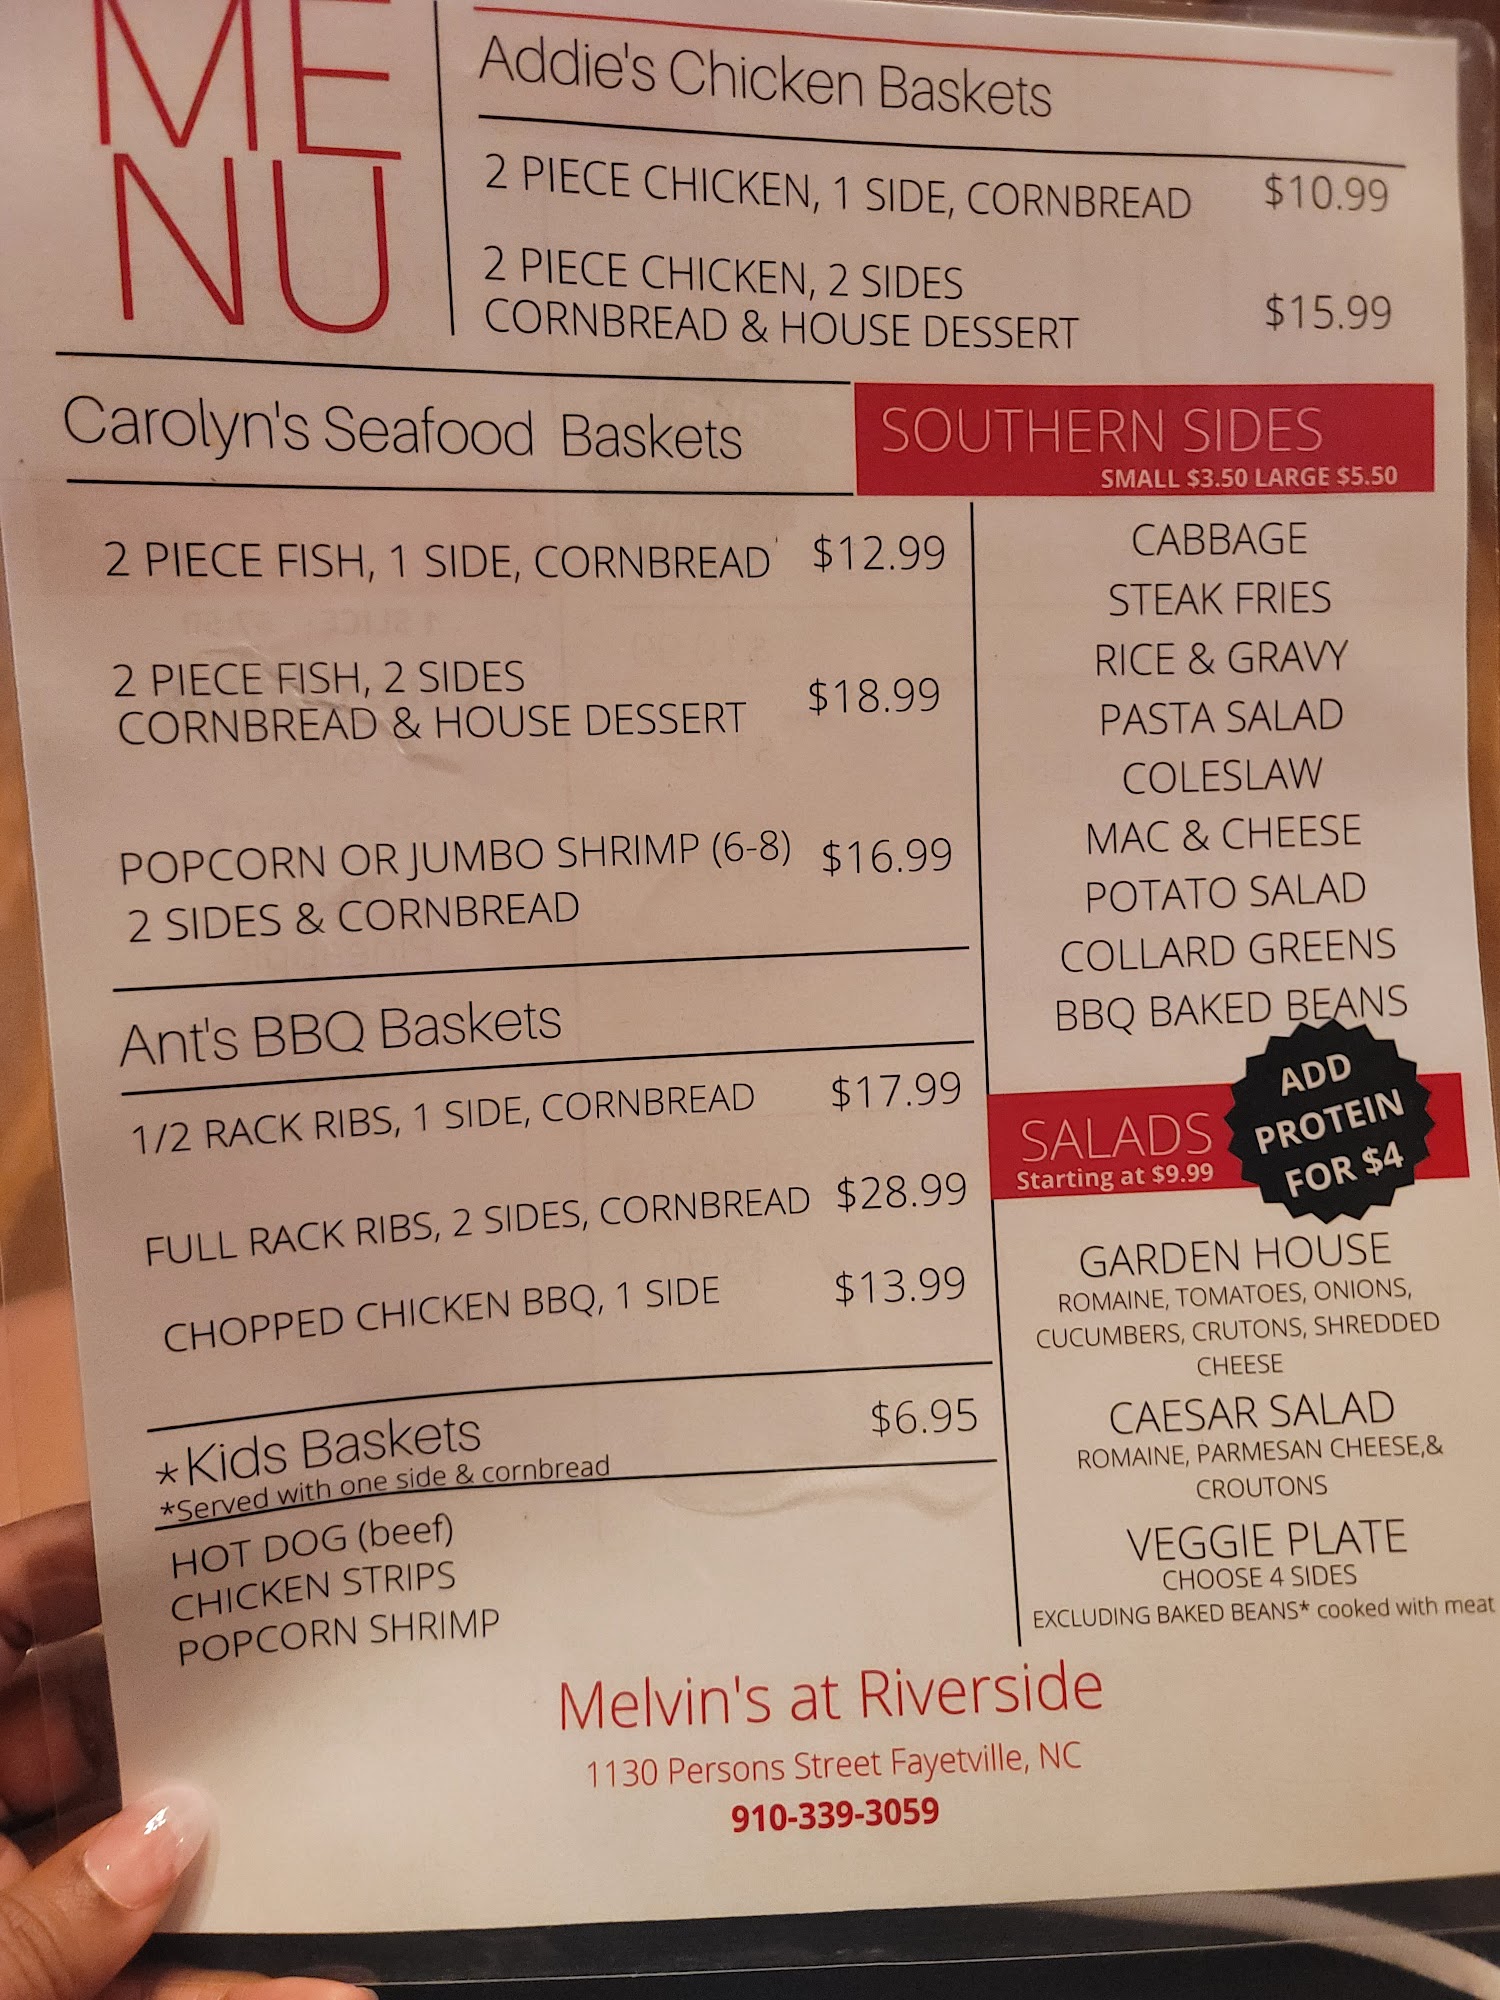 ME
NU
Addie's Chicken Baskets
2 PIECE CHICKEN, 1 SIDE, CORNBREAD $10.99
2 PIECE CHICKEN, 2 SIDES
CORNBREAD & HOUSE DESSERT $15.99
Carolyn's Seafood Baskets
2 PIECE FISH, 1 SIDE, CORNBREAD $12.99
2 PIECE FISH, 2 SIDES
CORNBREAD & HOUSE DESSERT $18.99
POPCORN OR JUMBO SHRIMP (6-8) $16.99
2 SIDES & CORNBREAD
Ant's BBQ Baskets
1/2 RACK RIBS, 1 SIDE, CORNBREAD $17.99
FULL RACK RIBS, 2 SIDES, CORNBREAD $28.99
CHOPPED CHICKEN BBQ, 1 SIDE $13.99
*Kids Baskets $6.95
*Served with one side & cornbread
HOT DOG (beef)
CHICKEN STRIPS
POPCORN SHRIMP
SOUTHERN SIDES
SMALL $3.50 LARGE $5.50
CABBAGE
STEAK FRIES
RICE & GRAVY
PASTA SALAD
COLESLAW
MAC & CHEESE
POTATO SALAD
COLLARD GREENS
BBQ BAKED BEANS
SALADS
Starting at $9.99
ADD
PROTEIN
FOR $4
GARDEN HOUSE
ROMAINE, TOMATOES, ONIONS,
CUCUMBERS, CRUTONS, SHREDDED
CHEESE
CAESAR SALAD
ROMAINE, PARMESAN CHEESE,&
CROUTONS
VEGGIE PLATE
CHOOSE 4 SIDES
EXCLUDING BAKED BEANS* cooked with meat
Melvin's at Riverside
1130 Persons Street Fayetville, NC
910-339-3059